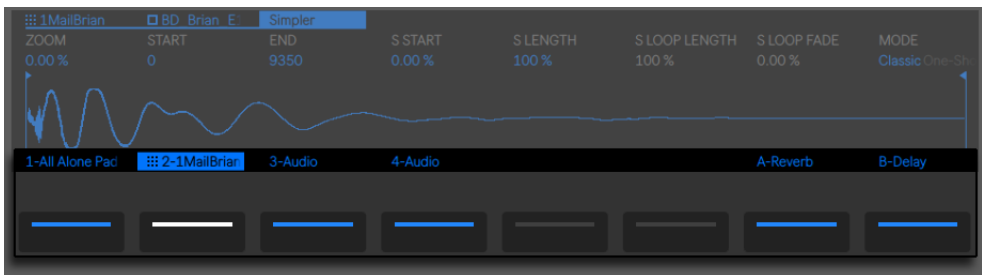 1MailBrian BD_Brian_E Simpler
ZOOM START END S START S LENGTH S LOOP LENGTH S LOOP FADE MODE
0.00 % 0 9350 0.00 % 100 % 100 % 0.00 % Classic One-Sh
1-All Alone Pad 2-1MailBrian 3-Audio 4-Audio A-Reverb B-Delay